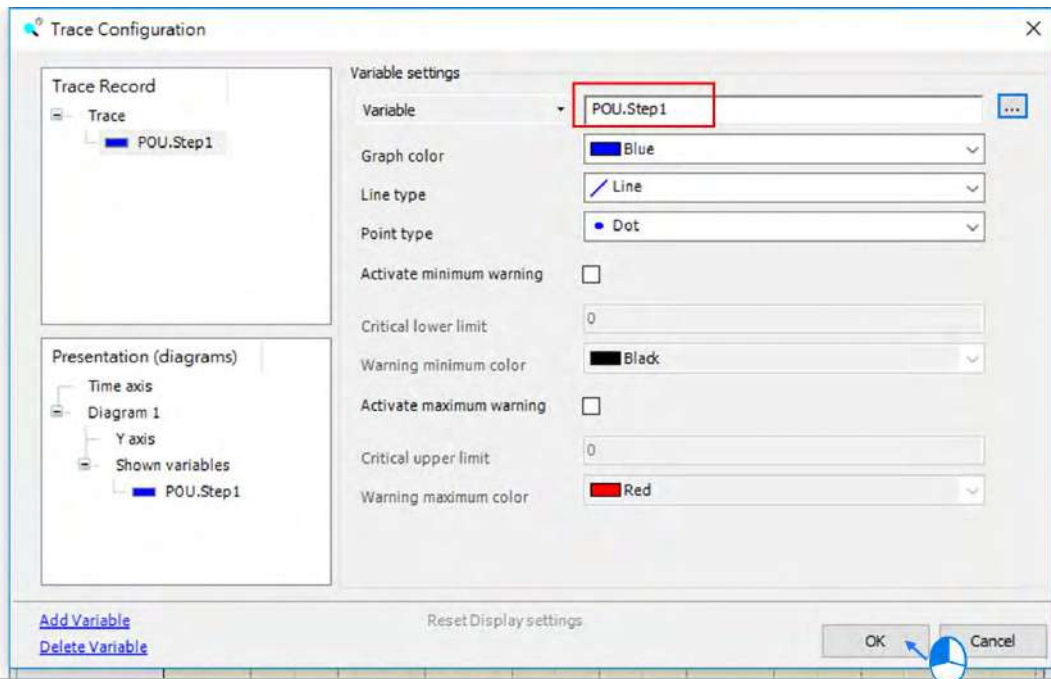 Trace Configuration
Trace Record
Trace
POU.Step1
Presentation (diagrams)
Time axis
Diagram 1
Y axis
Shown variables
POU.Step1
Variable settings
Variable POU.Step1 ...
Graph color Blue
Line type Line
Point type Dot
Activate minimum warning
Critical lower limit 0
Warning minimum color Black
Activate maximum warning
Critical upper limit 0
Warning maximum color Red
Add Variable
Delete Variable
Reset Display settings
OK Cancel